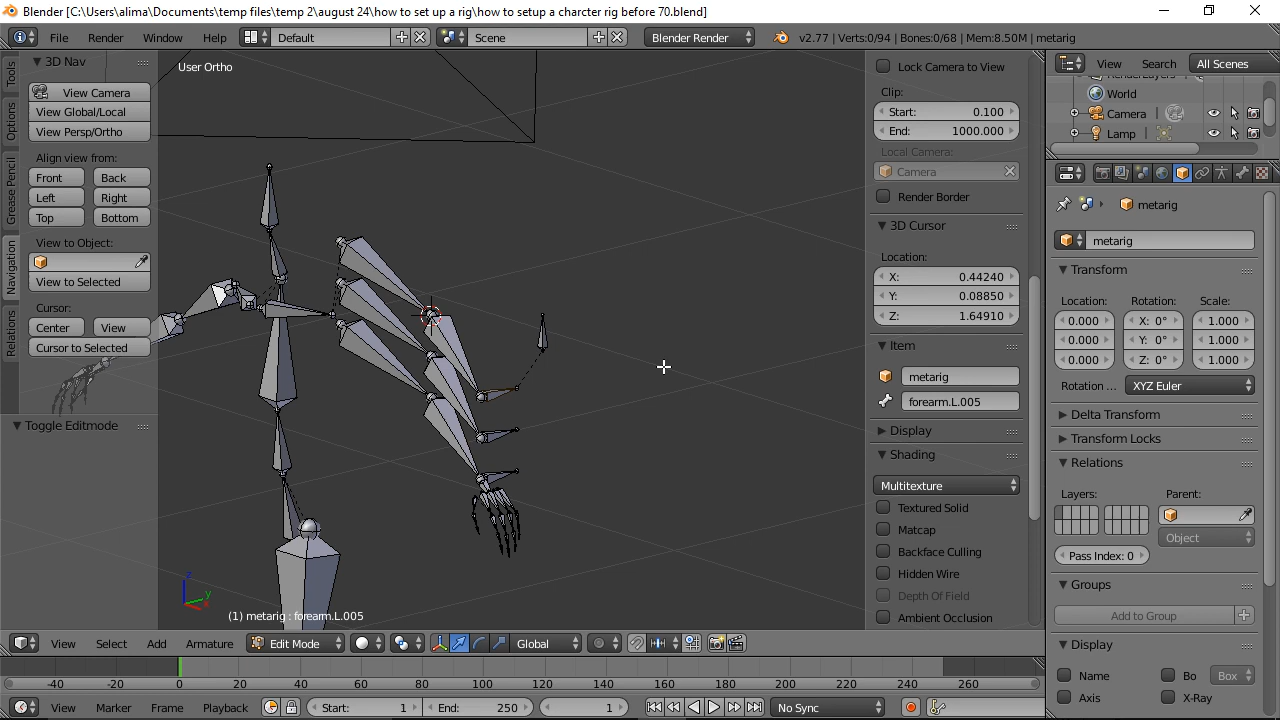 Blender [C:\Users\alima\Documents\temp files\temp 2\august 24\how to set up a rig\how to setup a charcter rig before 70.blend]
File Render Window Help Default Scene Blender Render v2.77 | Verts:0/94 | Bones:0/68 | Mem:8.50M | metarig
Tools
Options
Grease Pencil
Navigation
Relations
3D Nav
View Camera
View Global/Local
View Persp/Ortho
Align view from:
Front Back
Left Right
Top Bottom
View to Object:
View to Selected
Cursor:
Center View
Cursor to Selected
Toggle Editmode
User Ortho
z
y
x
(1) metarig : forearm.L.005
Lock Camera to View
Clip:
Start: 0.100
End: 1000.000
Local Camera:
Camera
Render Border
3D Cursor
Location:
X: 0.44240
Y: 0.08850
Z: 1.64910
Item
metarig
forearm.L.005
Display
Shading
Multitexture
Textured Solid
Matcap
Backface Culling
Hidden Wire
Depth Of Field
Ambient Occlusion
View Search All Scenes
RenderLayers
World
Camera
Lamp
metarig
metarig
Transform
Location: Rotation: Scale:
0.000 X: 0° 1.000
0.000 Y: 0° 1.000
0.000 Z: 0° 1.000
Rotation ... XYZ Euler
Delta Transform
Transform Locks
Relations
Layers: Parent:
Object
Pass Index: 0
Groups
Add to Group
Display
Name Bo Box
Axis X-Ray
View Select Add Armature Edit Mode Global
-40 -20 0 20 40 60 80 100 120 140 160 180 200 220 240 260
View Marker Frame Playback Start: 1 End: 250 1 No Sync